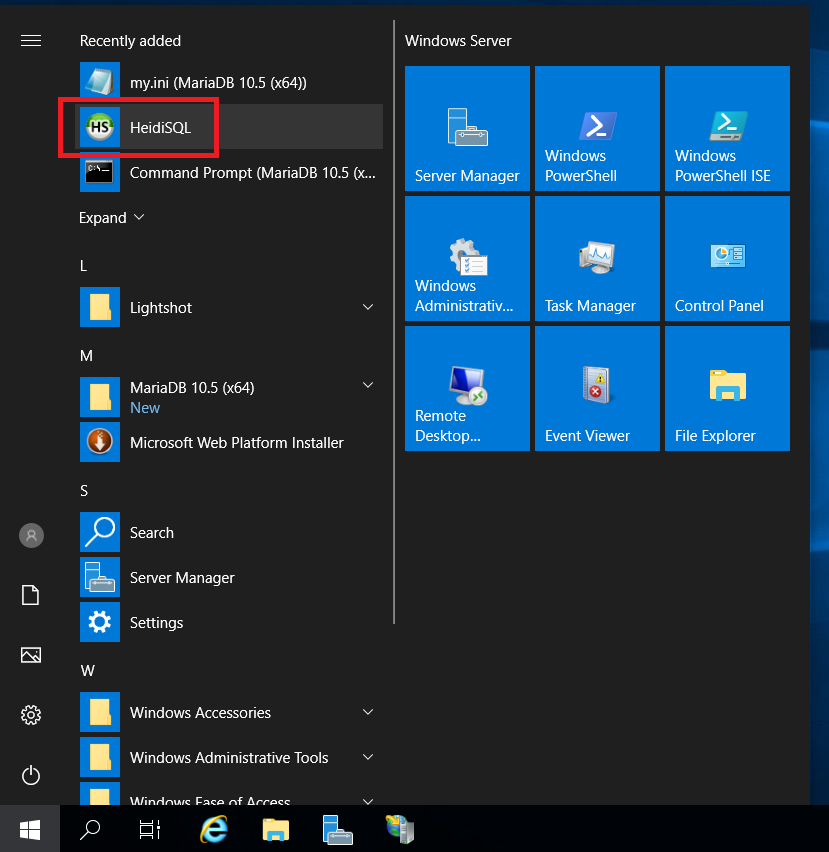 Recently added
my.ini (MariaDB 10.5 (x64))
HS
HeidiSQL
C:\
Command Prompt (MariaDB 10.5 (x...
Expand
L
Lightshot
M
MariaDB 10.5 (x64)
New
Microsoft Web Platform Installer
S
Search
Server Manager
Settings
W
Windows Accessories
Windows Administrative Tools
Windows Ease of Access
Windows Server
Server Manager
Windows
PowerShell
Windows
PowerShell ISE
Windows
Administrativ...
Task Manager
Control Panel
Remote
Desktop...
Event Viewer
File Explorer